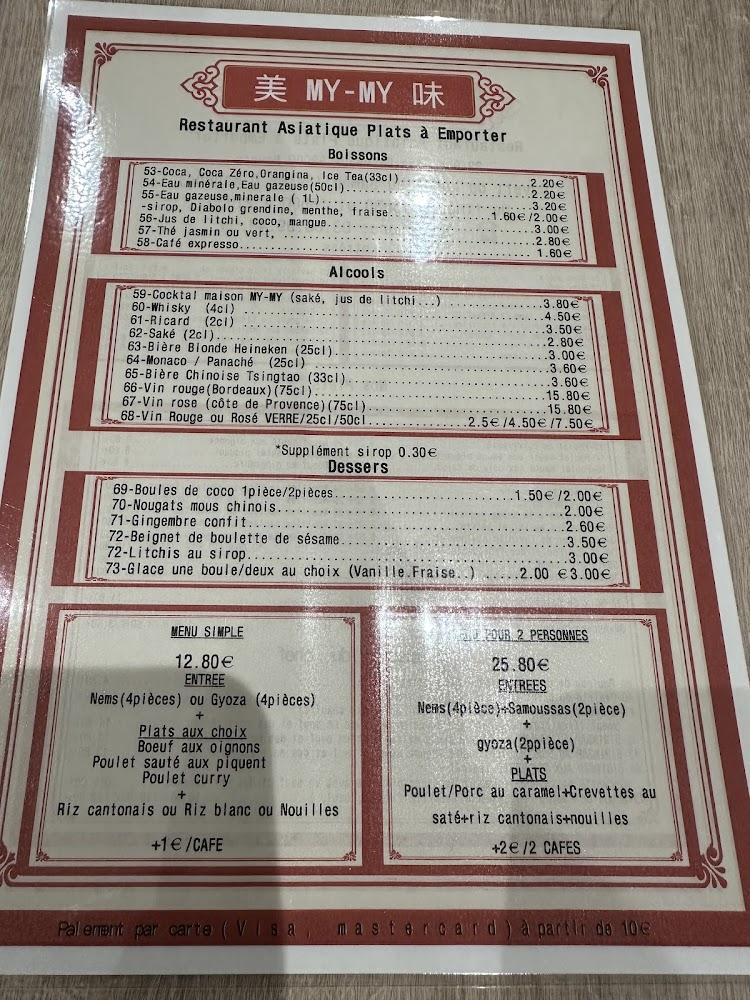 美 MY-MY 味
Restaurant Asiatique Plats à Emporter
Boissons
53-Coca, Coca Zéro,Orangina, Ice Tea(33cl)...2.20€
54-Eau minérale,Eau gazeuse(50cl)...2.20€
55-Eau gazeuse,minerale ( 1L)...3.20€
-sirop, Diabolo grendine, menthe, fraise...1.60€/2.00€
56-Jus de litchi, coco, mangue...3.00€
57-Thé jasmin ou vert, ...2.80€
58-Café expresso...1.60€
Alcools
59-Cocktal maison MY-MY (saké, jus de litchi...) ...3.80€
60-Whisky (4cl) ...4.50€
61-Ricard (2cl) ...3.50€
62-Saké (2cl)...2.80€
63-Bière Blonde Heineken (25cl)...3.00€
64-Monaco / Panaché (25cl) ...3.60€
65-Bière Chinoise Tsingtao (33cl)...3.60€
66-Vin rouge(Bordeaux)(75cl)...15.80€
67-Vin rose (côte de Provence)(75cl)...15.80€
68-Vin Rouge ou Rosé VERRE/25cl/50cl...2.5€/4.50€/7.50€
*Supplément sirop 0.30€
Dessers
69-Boules de coco 1pièce/2pièces...1.50€/2.00€
70-Nougats mous chinois...2.00€
71-Gingembre confit...2.60€
72-Beignet de boulette de sésame...3.50€
72-Litchis au sirop...3.00€
73-Glace une boule/deux au choix (Vanille.Fraise..) ...2.00 €3.00€
MENU SIMPLE
12.80€
ENTREE
Nems(4pièces) ou Gyoza (4pièces)
+
Plats aux choix
Boeuf aux oignons
Poulet sauté aux piquent
Poulet curry
+
Riz cantonais ou Riz blanc ou Nouilles
+1€/CAFE
POUR 2 PERSONNES
25.80€
ENTREES
Nems(4pièce)+Samoussas(2pièce)
+
gyoza(2ppièce)
+
PLATS
Poulet/Porc au caramel+Crevettes au
saté+riz cantonais+nouilles
+2€/2 CAFES
Paiement par carte(Visa, mastercard)à partir de 10€